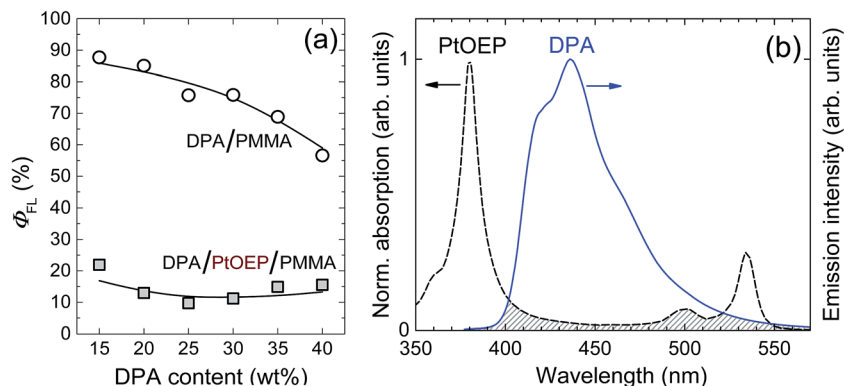 (a)
100
90
80
70
60
50
40
30
20
10
0
Φ_FL (%)
DPA/PMMA
DPA/PtOEP/PMMA
15 20 25 30 35 40
DPA content (wt%)
(b)
PtOEP DPA
1
0
Norm. absorption (arb. units)
Emission intensity (arb. units)
350 400 450 500 550
Wavelength (nm)